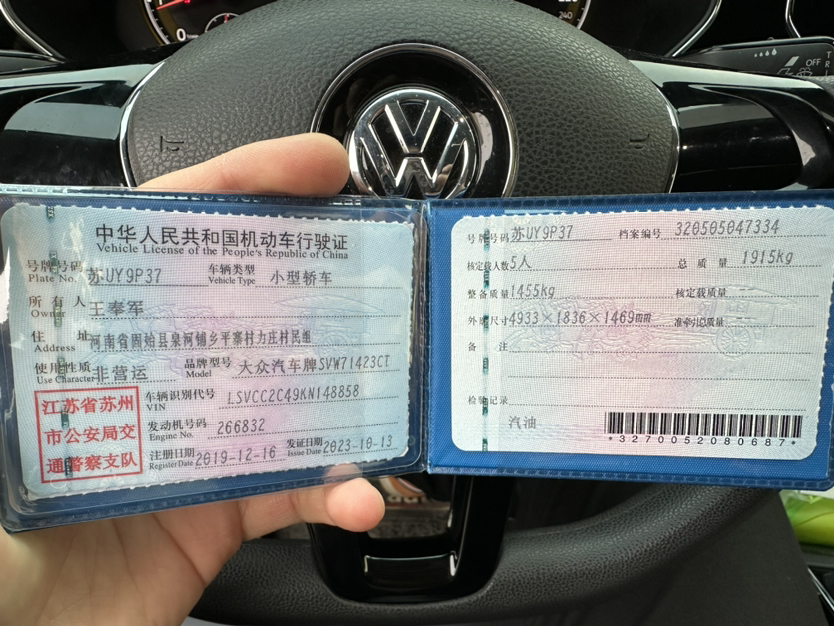 240
0
OFF
中华人民共和国机动车行驶证
Vehicle License of the People's Republic of China
号牌号码 苏UY9P37 车辆类型 小型轿车
Plate No. Vehicle Type
所有人 王奉军
Owner
住址 河南省固始县泉河铺乡平寨村力庄村民组
Address
使用性质 非营运 品牌型号 大众汽车牌SVW71423CT
Use Character Model
江苏省苏州
市公安局交
通警察支队
车辆识别代号 LSVCC2C49KN148858
VIN
发动机号码 266832
Engine No.
注册日期 2019-12-16 发证日期 2023-10-13
Register Date Issue Date
号牌号码 苏UY9P37 档案编号 320505047334
核定载人数 5人 总质量 1915kg
整备质量 1455kg 核定载质量
外廓尺寸 4933×1836×1469mm 准牵引总质量
备注
检验记录
汽油
*3270052080687*